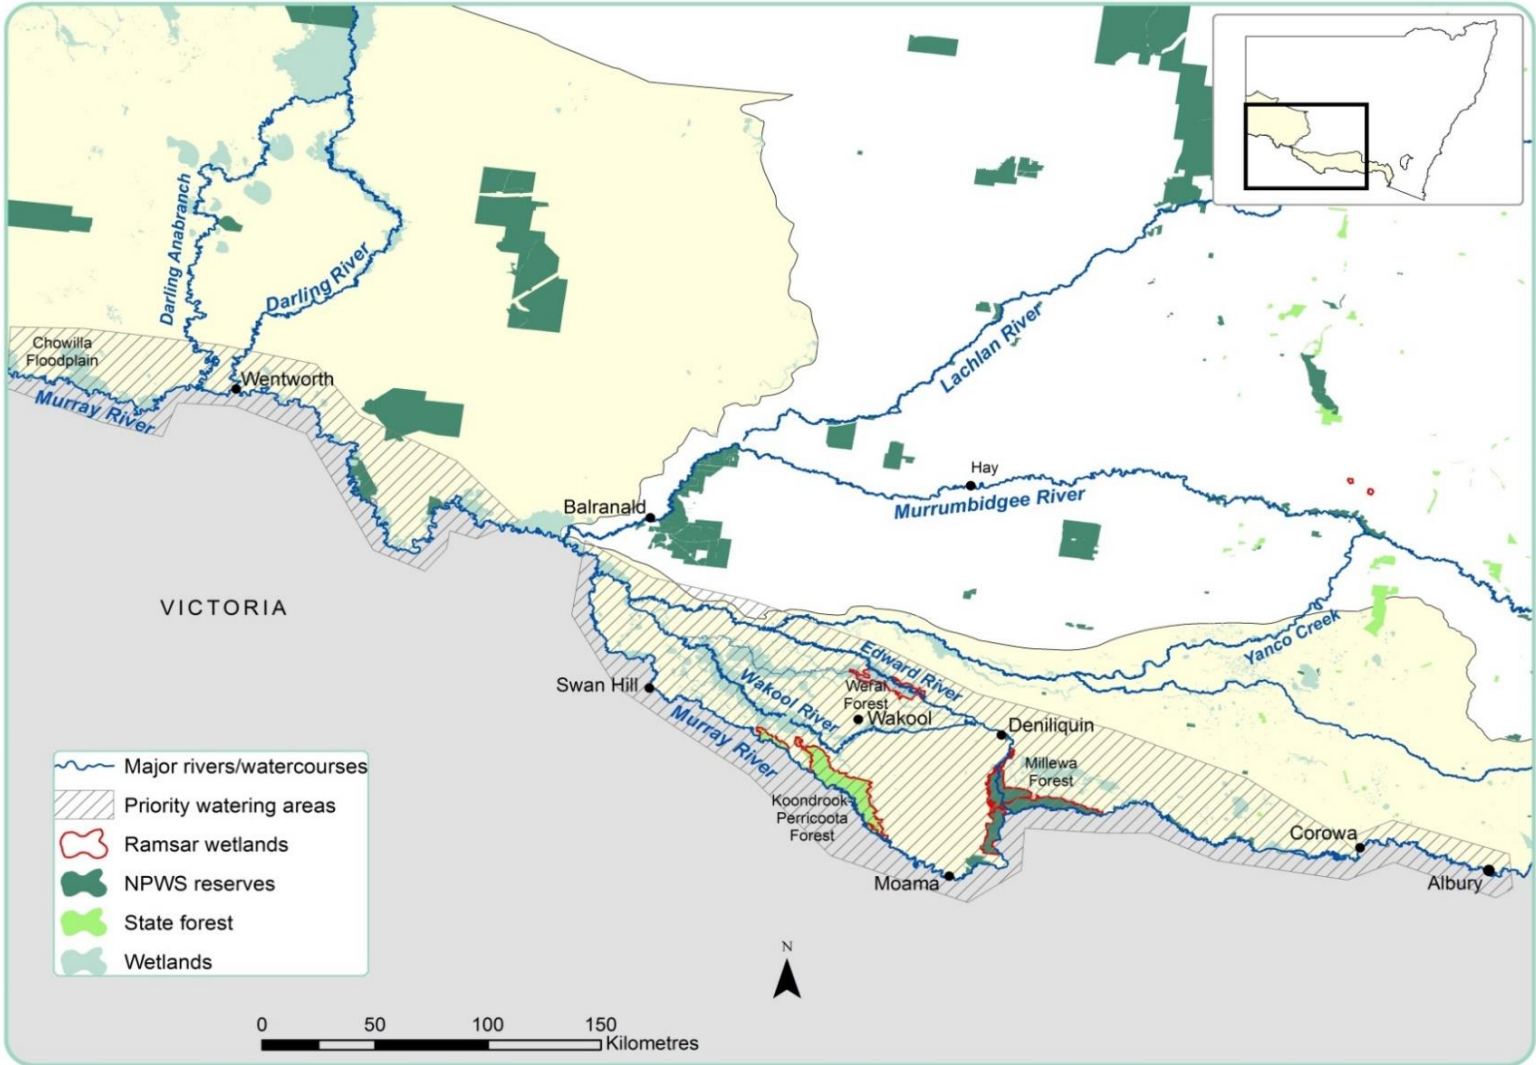 Darling Anabranch
Darling River
Chowilla
Floodplain
Wentworth
Murray River
Lachlan River
Hay
Murrumbidgee River
Balranald
VICTORIA
Yanco Creek
Edward River
Swan Hill
Wakool River
Werai
Forest
Wakool
Murray River
Deniliquin
Millewa
Forest
Koondrook-
Perricoota
Forest
Corowa
Moama
Albury
Major rivers/watercourses
Priority watering areas
Ramsar wetlands
NPWS reserves
State forest
Wetlands
N
0 50 100 150
Kilometres